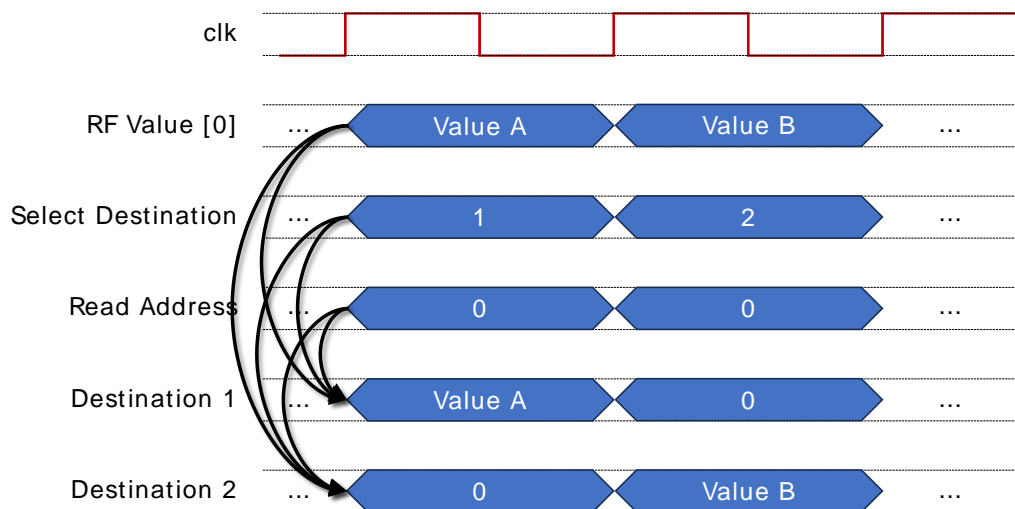 clk
RF Value [0] ... Value A Value B ...
Select Destination ... 1 2 ...
Read Address ... 0 0 ...
Destination 1 ... Value A 0 ...
Destination 2 ... 0 Value B ...